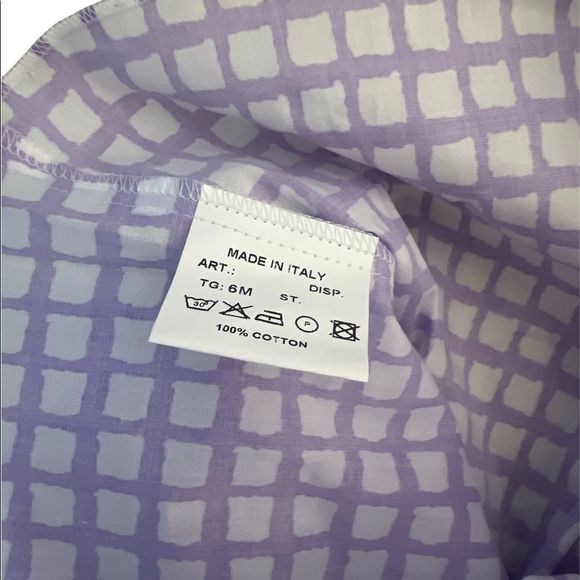 MADE IN ITALY
ART.: DISP.
TG: 6M ST.
30° P
100% COTTON